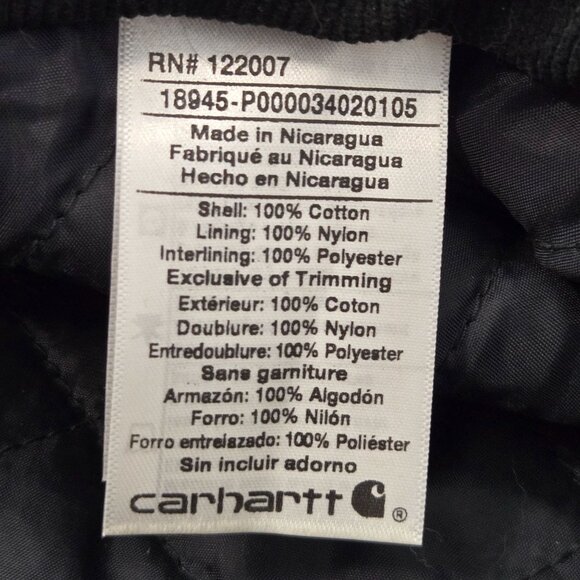 RN# 122007
18945-P000034020105
Made in Nicaragua
Fabriqué au Nicaragua
Hecho en Nicaragua
Shell: 100% Cotton
Lining: 100% Nylon
Interlining: 100% Polyester
Exclusive of Trimming
Extérieur: 100% Coton
Doublure: 100% Nylon
Entredoublure: 100% Polyester
Sans garniture
Armazón: 100% Algodón
Forro: 100% Nilón
Forro entrelazado: 100% Poliéster
Sin incluir adorno
carhartt ®